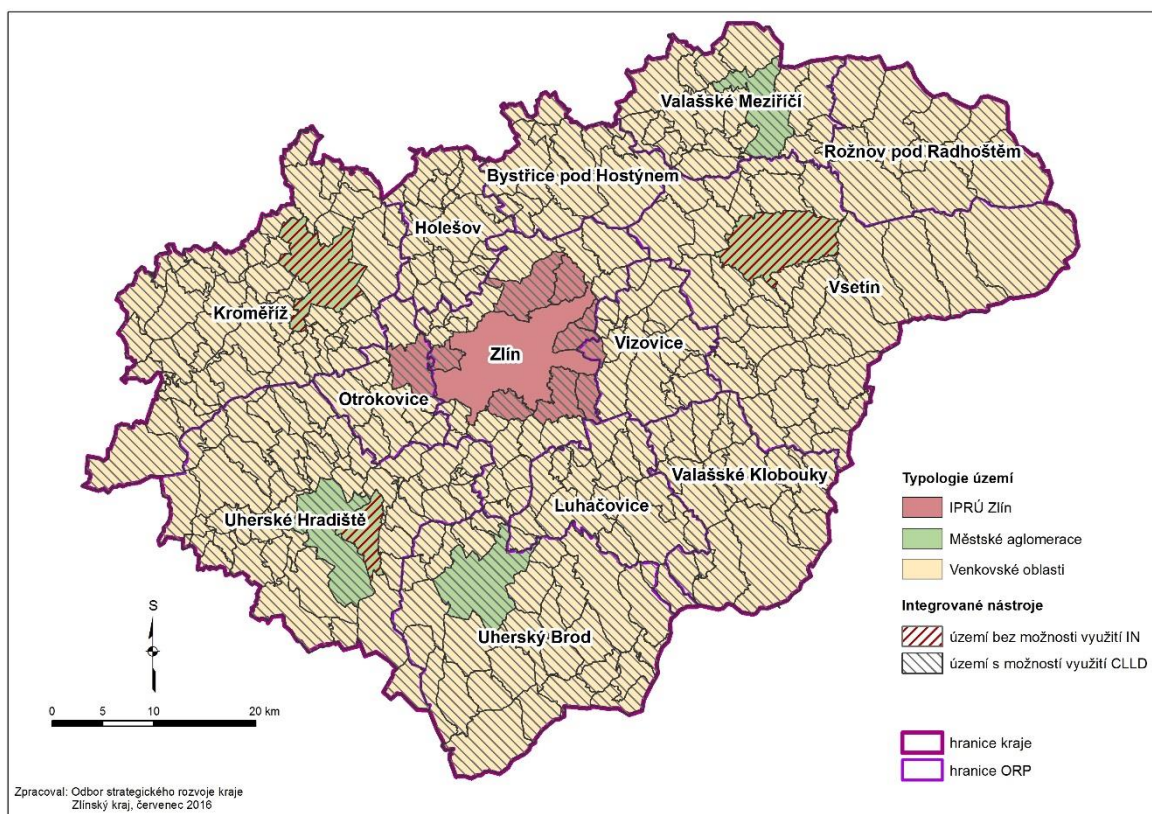 Valašské Meziříčí
Rožnov pod Radhoštěm
Bystřice pod Hostýnem
Holešov
Vsetín
Kroměříž
Zlín
Vizovice
Otrokovice
Valašské Klobouky
Luhačovice
Uherské Hradiště
Uherský Brod
Typologie území
IPRÚ Zlín
Městské aglomerace
Venkovské oblasti
Integrované nástroje
území bez možnosti využití IN
území s možností využití CLLD
hranice kraje
hranice ORP
S
0 5 10 20 km
Zpracoval: Odbor strategického rozvoje kraje
Zlínský kraj, červenec 2016